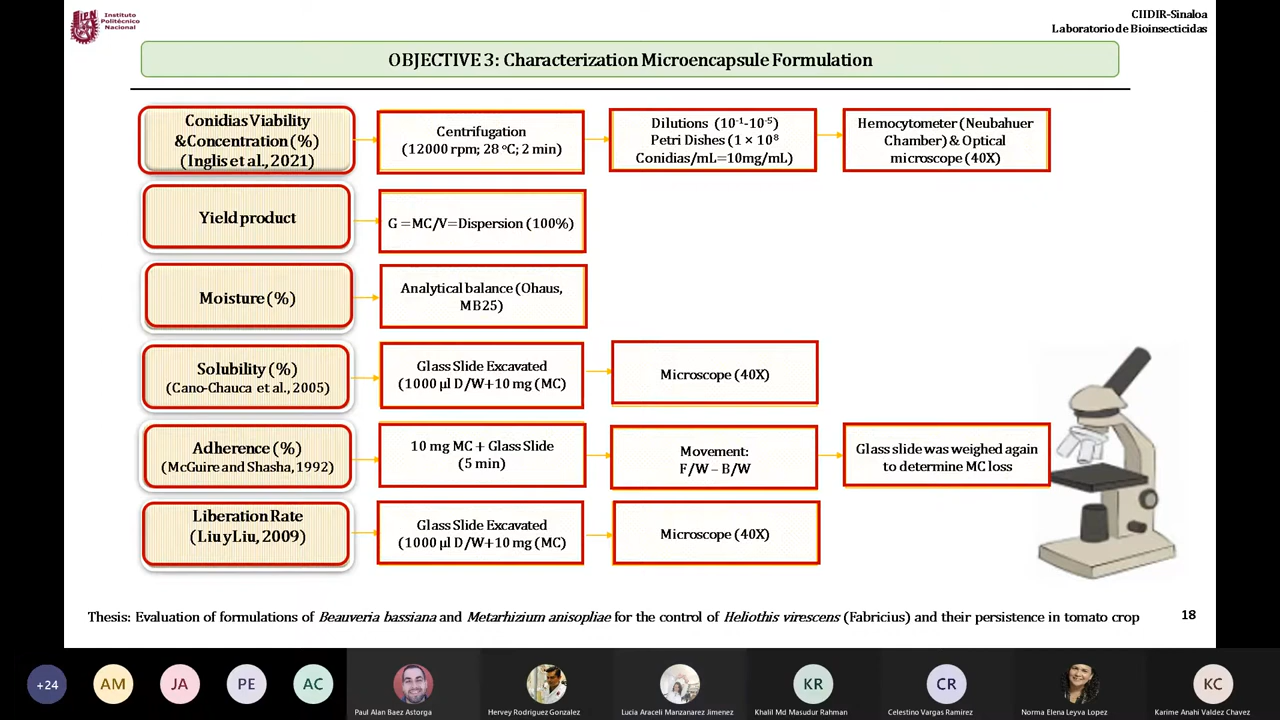 Instituto
Politécnico
Nacional
CIIDIR-Sinaloa
Laboratorio de Bioinsecticidas
OBJECTIVE 3: Characterization Microencapsule Formulation
Conidias Viability
&Concentration (%)
(Inglis et al., 2021)
Centrifugation
(12000 rpm; 28 °C; 2 min)
Dilutions (10⁻¹-10⁻⁵)
Petri Dishes (1 × 10⁸
Conidias/mL=10mg/mL)
Hemocytometer (Neubahuer
Chamber) & Optical
microscope (40X)
Yield product
G =MC/V=Dispersion (100%)
Moisture (%)
Analytical balance (Ohaus,
MB25)
Solubility (%)
(Cano-Chauca et al., 2005)
Glass Slide Excavated
(1000 µl D/W+10 mg (MC)
Microscope (40X)
Adherence (%)
(McGuire and Shasha, 1992)
10 mg MC + Glass Slide
(5 min)
Movement:
F/W – B/W
Glass slide was weighed again
to determine MC loss
Liberation Rate
(Liu y Liu, 2009)
Glass Slide Excavated
(1000 µl D/W+10 mg (MC)
Microscope (40X)
Thesis: Evaluation of formulations of Beauveria bassiana and Metarhizium anisopliae for the control of Heliothis virescens (Fabricius) and their persistence in tomato crop
18
+24
AM
JA
PE
AC
KR
CR
KC
Paul Alan Baez Astorga
Hervey Rodriguez Gonzalez
Lucia Araceli Manzanarez Jimenez
Khalil Md Masudur Rahman
Celestino Vargas Ramirez
Norma Elena Leyva Lopez
Karime Anahi Valdez Chavez